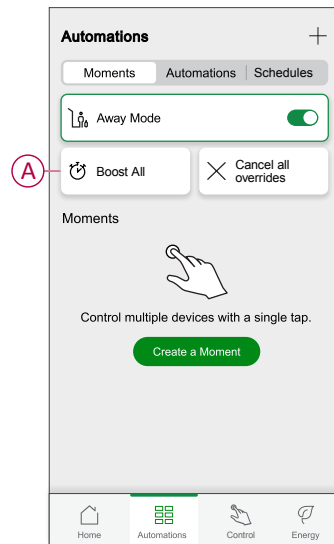 Automations
Moments
Automations
Schedules
Away Mode
A
Boost All
Cancel all
overrides
Moments
Control multiple devices with a single tap.
Create a Moment
Home
Automations
Control
Energy